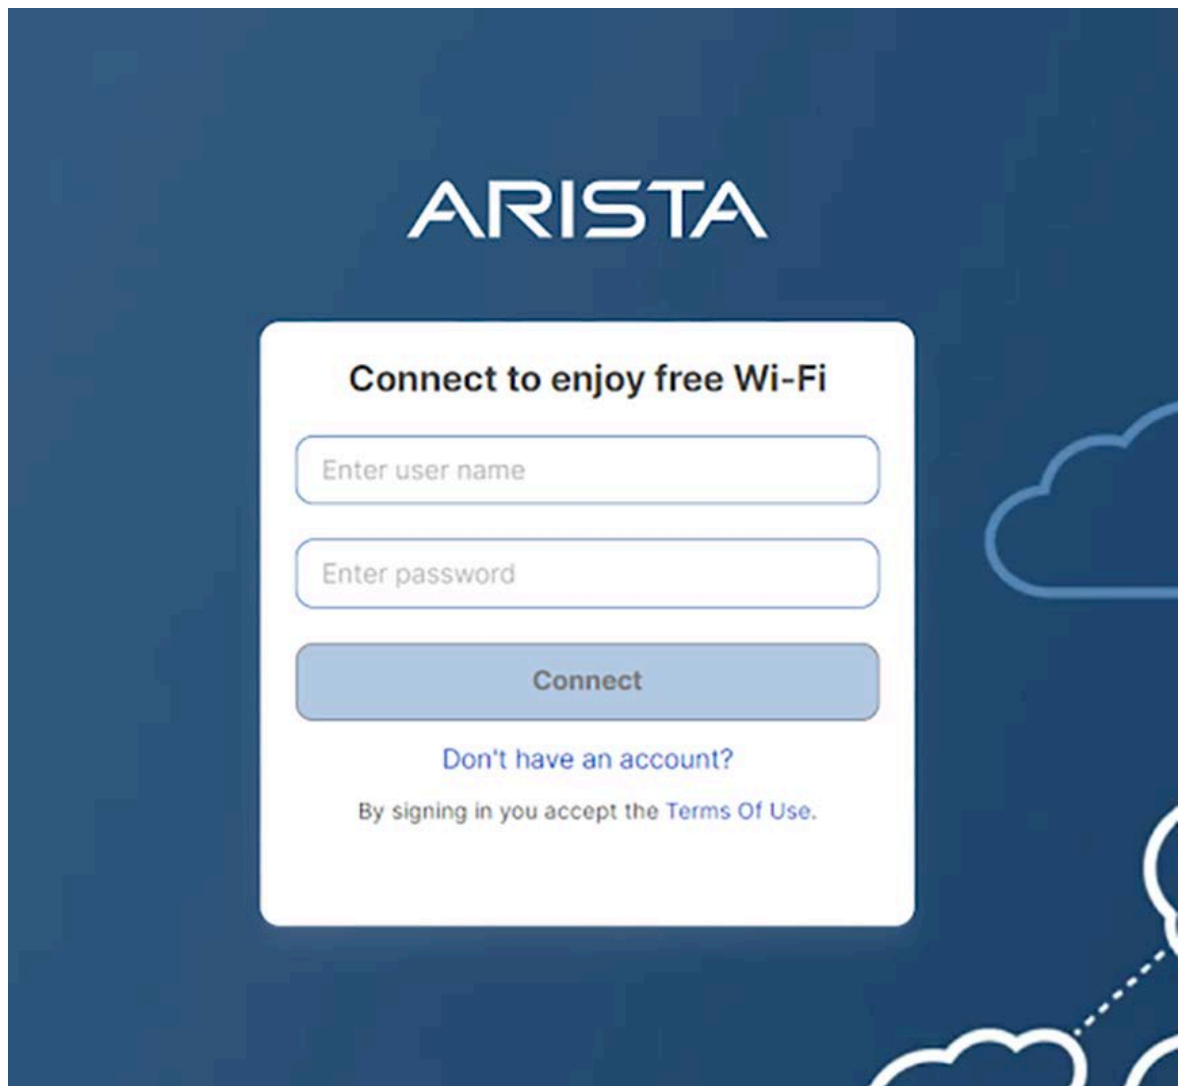 ARISTA
Connect to enjoy free Wi-Fi
Enter user name
Enter password
Connect
Don't have an account?
By signing in you accept the Terms Of Use.